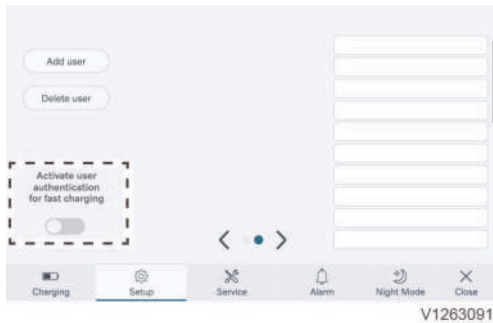 Add user
Delete user
Activate user
authentication
for fast charging
Charging
Setup
Service
Alarm
Night Mode
Close
V1263091